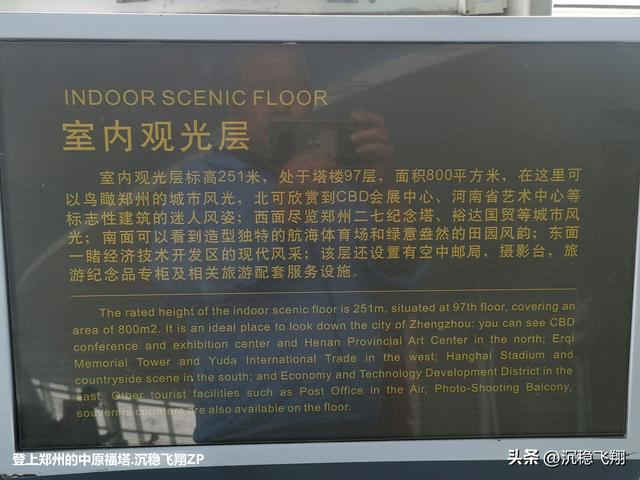 INDOOR SCENIC FLOOR
室内观光层
室内观光层标高251米，处于塔楼97层，面积800平方米，在这里可
以鸟瞰郑州的城市风光，北可欣赏到CBD会展中心、河南省艺术中心等
标志性建筑的迷人风姿；西面尽览郑州二七纪念塔、裕达国贸等城市风
光；南面可以看到造型独特的航海体育场和绿意盎然的田园风韵；东面
一睹经济技术开发区的现代风采；该层还设置有空中邮局，摄影台，旅
游纪念品专柜及相关旅游配套服务设施。
The rated height of the indoor scenic floor is 251m, situated at 97th floor, covering an
area of 800m2. It is an ideal place to look down the city of Zhengzhou: you can see CBD
conference and exhibition center and Henan Provincial Art Center in the north; Erqi
Memorial Tower and Yuda International Trade in the west; Hanghai Stadium and
countryside scene in the south; and Economy and Technology Development District in the
east. Other tourist facilities such as Post Office in the Air, Photo-Shooting Balcony,
souvenirs counters are also available on the floor.
登上郑州的中原福塔.沉稳飞翔ZP
头条 @沉稳飞翔